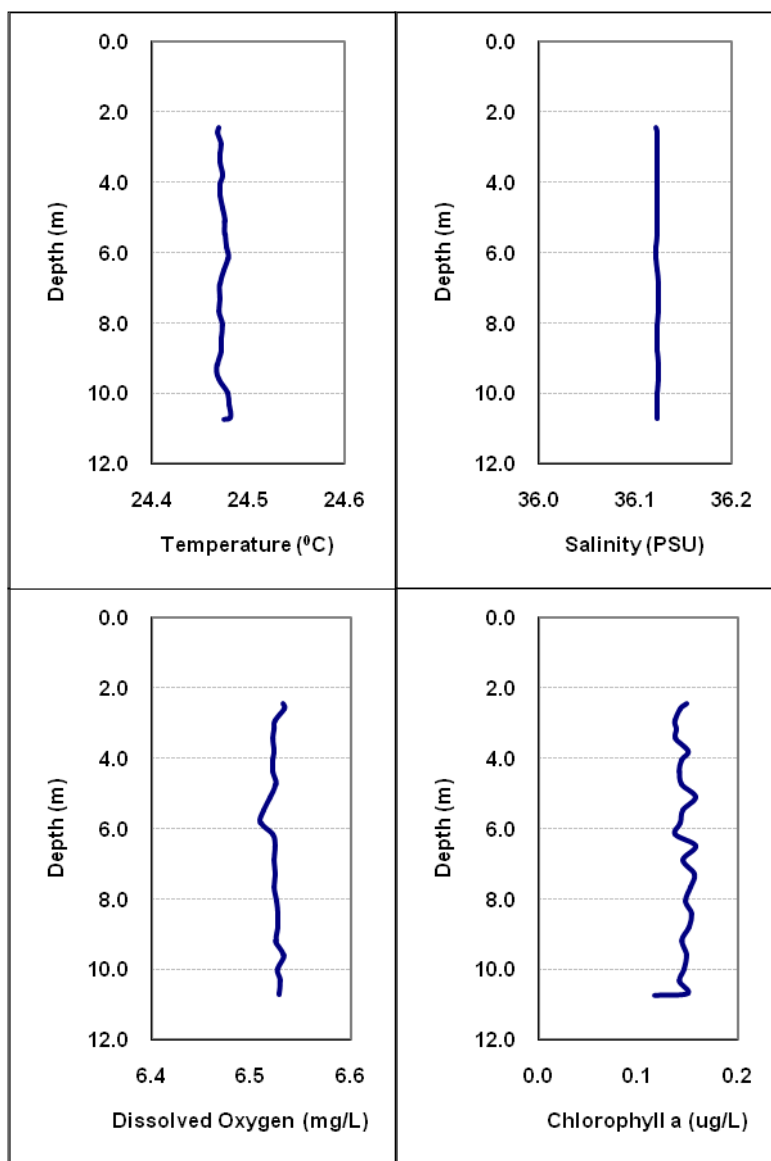 0.0
2.0
4.0
6.0
8.0
10.0
12.0
Depth (m)
24.4 24.5 24.6
Temperature (⁰C)
0.0
2.0
4.0
6.0
8.0
10.0
12.0
Depth (m)
36.0 36.1 36.2
Salinity (PSU)
0.0
2.0
4.0
6.0
8.0
10.0
12.0
Depth (m)
6.4 6.5 6.6
Dissolved Oxygen (mg/L)
0.0
2.0
4.0
6.0
8.0
10.0
12.0
Depth (m)
0.0 0.1 0.2
Chlorophyll a (ug/L)